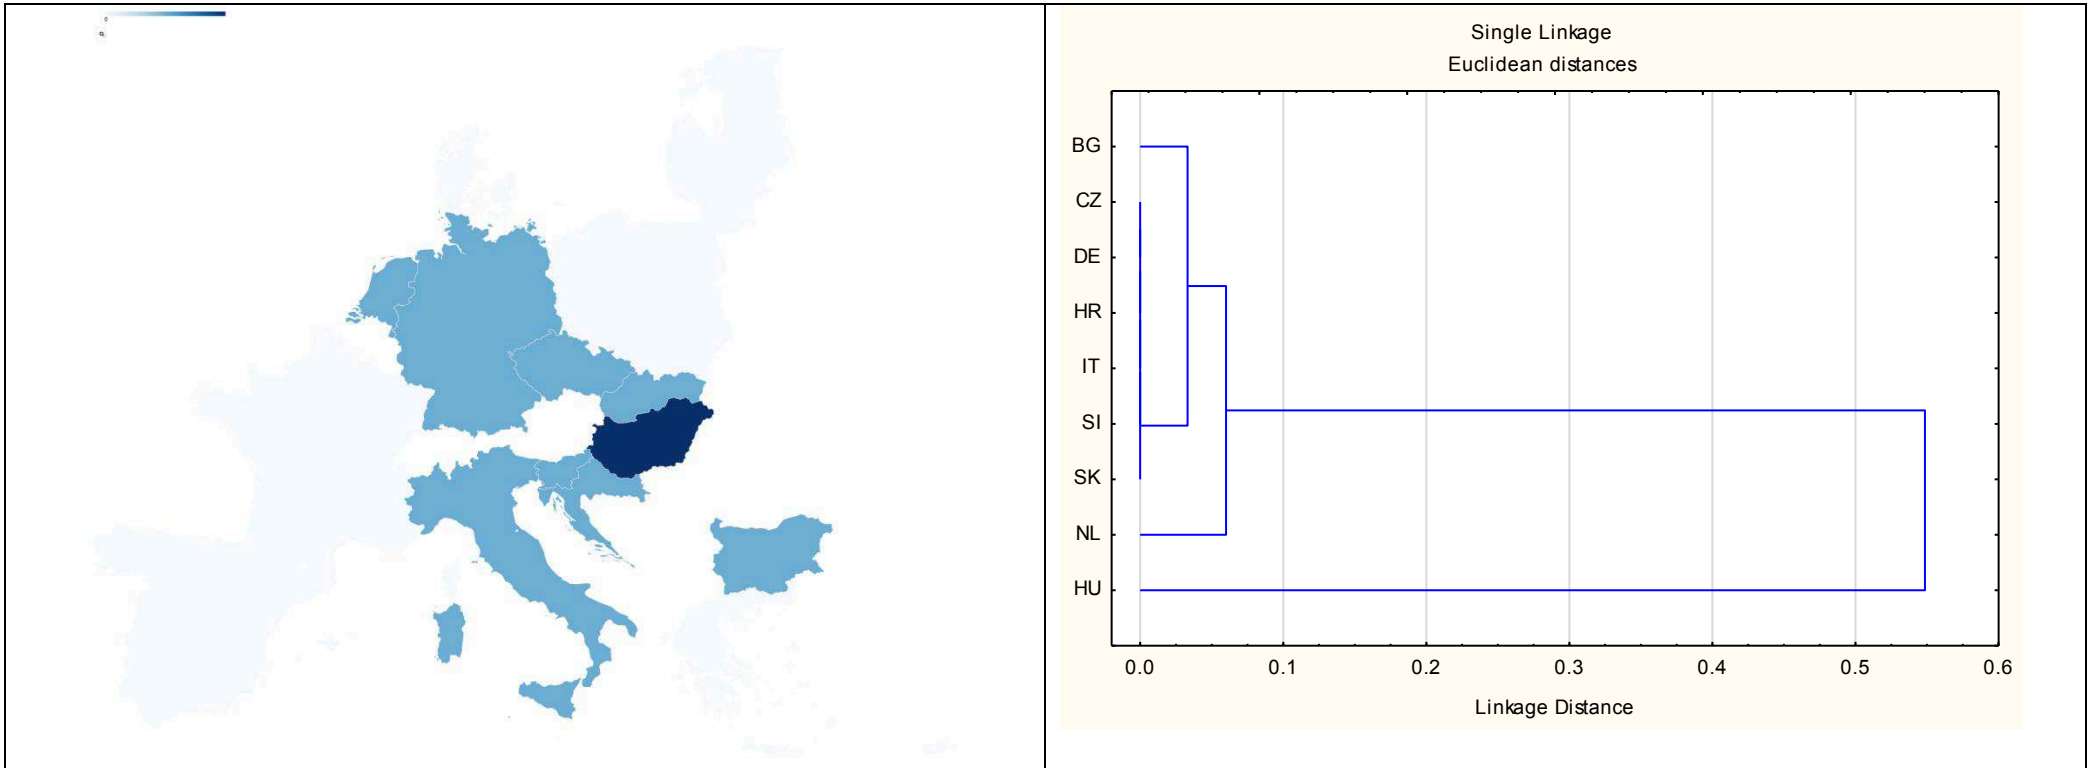 0
Single Linkage
Euclidean distances
BG
CZ
DE
HR
IT
SI
SK
NL
HU
0.0 0.1 0.2 0.3 0.4 0.5 0.6
Linkage Distance